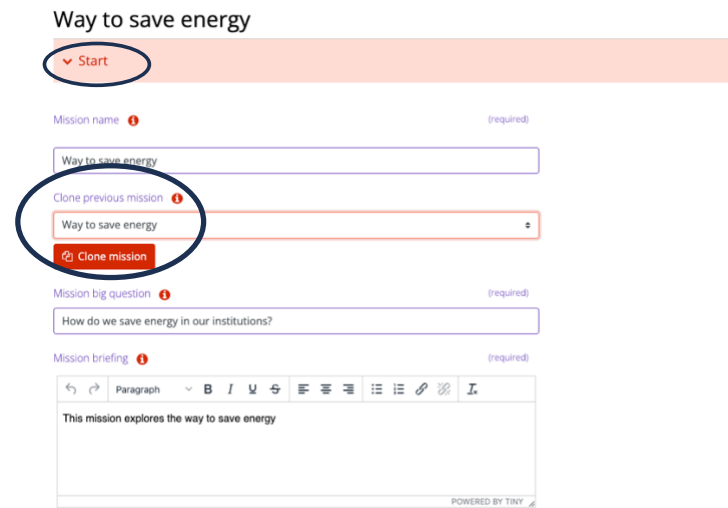 Way to save energy
Start
Mission name
(required)
Way to save energy
Clone previous mission
Way to save energy
Clone mission
Mission big question
(required)
How do we save energy in our institutions?
Mission briefing
(required)
Paragraph B I U S
This mission explores the way to save energy
POWERED BY TINY